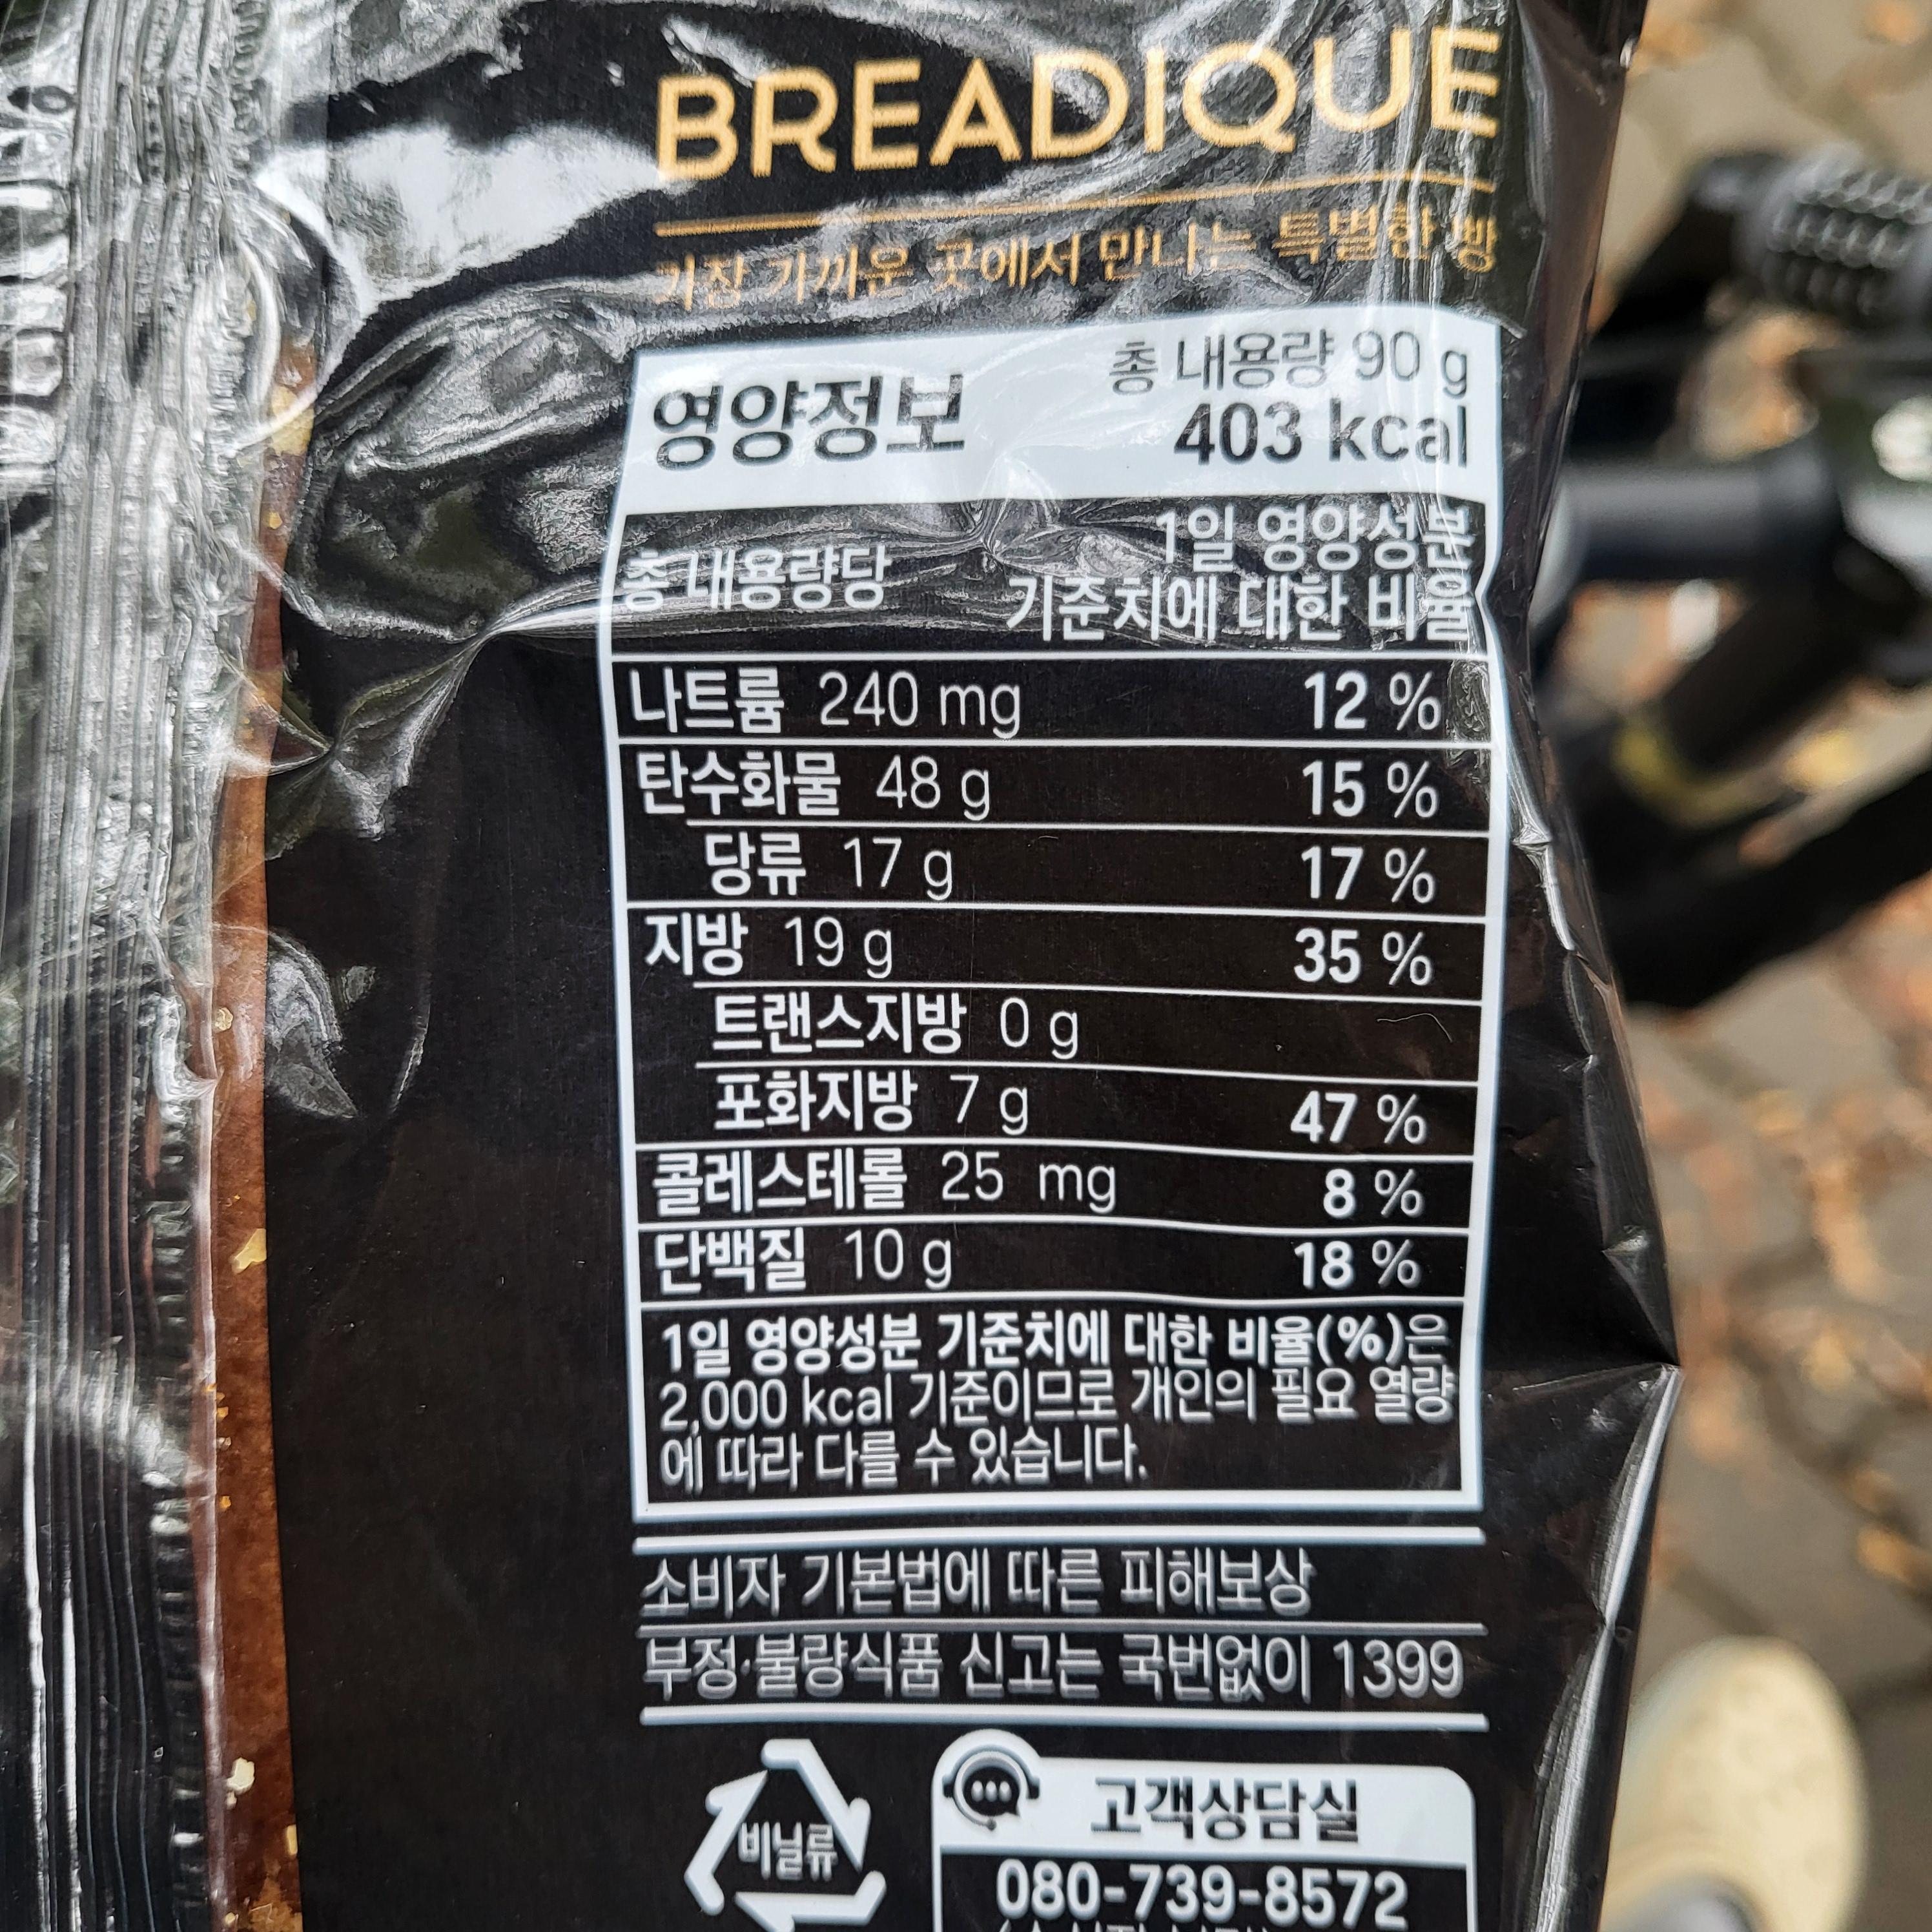 BREADIQUE
가장 가까운 곳에서 만나는 특별한 빵
영양정보
총 내용량 90 g
403 kcal
총 내용량당
1일 영양성분
기준치에 대한 비율
나트륨 240 mg 12 %
탄수화물 48 g 15 %
당류 17 g 17 %
지방 19 g 35 %
트랜스지방 0 g
포화지방 7 g 47 %
콜레스테롤 25 mg 8 %
단백질 10 g 18 %
1일 영양성분 기준치에 대한 비율(%)은
2,000 kcal 기준이므로 개인의 필요 열량
에 따라 다를 수 있습니다.
소비자 기본법에 따른 피해보상
부정·불량식품 신고는 국번없이 1399
비닐류
고객상담실
080-739-8572